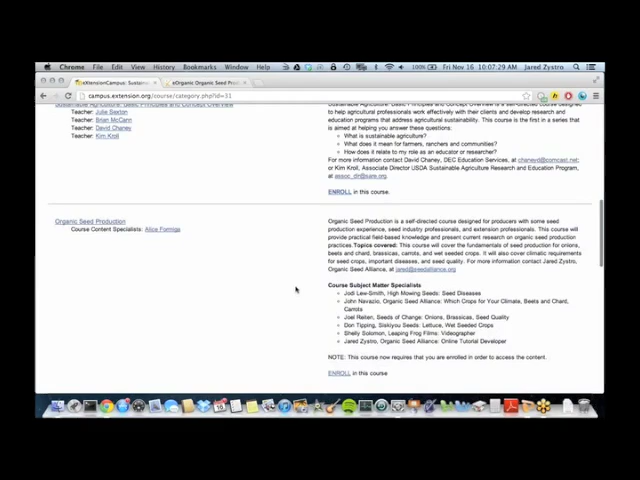 Chrome File Edit View History Bookmarks Window Help 100% Fri Nov 16 10:07:29 AM Jared Zystro
eXtensionCampus: Sustain
eOrganic Organic Seed Pro
campus.extension.org/course/category.php?id=31
Sustainable Agriculture: Basic Principles and Concept Overview
Teacher: Julie Sexton
Teacher: Brian McCann
Teacher: David Chaney
Teacher: Kim Kroll
Sustainable Agriculture: Basic Principles and Concept Overview is a self-directed course designed
to help agricultural professionals work effectively with their clients and develop research and
education programs that address agricultural sustainability. This course is the first in a series
that is aimed at helping you answer these questions:
What is sustainable agriculture?
What does it mean for farmers, ranchers and communities?
How does it relate to my role as an educator or researcher?
For more information contact David Chaney, DEC Education Services, at chaneyd@comcast.net;
or Kim Kroll, Associate Director USDA Sustainable Agriculture Research and Education Program,
at assoc_dir@sare.org.
ENROLL in this course.
Organic Seed Production
Course Content Specialists: Alice Formiga
Organic Seed Production is a self-directed course designed for producers with some seed
production experience, seed industry professionals, and extension professionals. This course will
provide practical field-based knowledge and present current research on organic seed production
practices.Topics covered: This course will cover the fundamentals of seed production for onions,
beets and chard, brassicas, carrots, and wet seeded crops. It will also cover climatic requirements
for seed crops, important diseases, and seed quality. For more information contact Jared Zystro,
Organic Seed Alliance, at jared@seedalliance.org
Course Subject Matter Specialists
Jodi Lew-Smith, High Mowing Seeds: Seed Diseases
John Navazio, Organic Seed Alliance: Which Crops for Your Climate, Beets and Chard,
Carrots
Joel Reiten, Seeds of Change: Onions, Brassicas, Seed Quality
Don Tipping, Siskiyou Seeds: Lettuce, Wet Seeded Crops
Shelly Solomon, Leaping Frog Films: Videographer
Jared Zystro, Organic Seed Alliance: Online Tutorial Developer
NOTE: This course now requires that you are enrolled in order to access the content.
ENROLL in this course